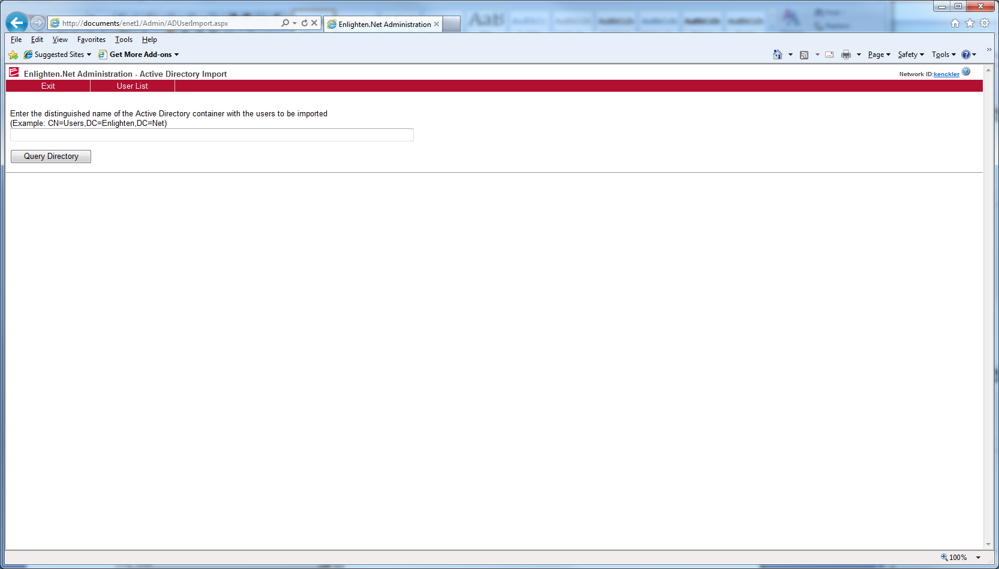 http://documents/enet1/Admin/ADUserImport.aspx
Enlighten.Net Administration
File Edit View Favorites Tools Help
Suggested Sites Get More Add-ons
Page Safety Tools
Enlighten.Net Administration - Active Directory Import
Network ID:kenckler
Exit User List
Enter the distinguished name of the Active Directory container with the users to be imported
(Example: CN=Users,DC=Enlighten,DC=Net)
Query Directory
100%